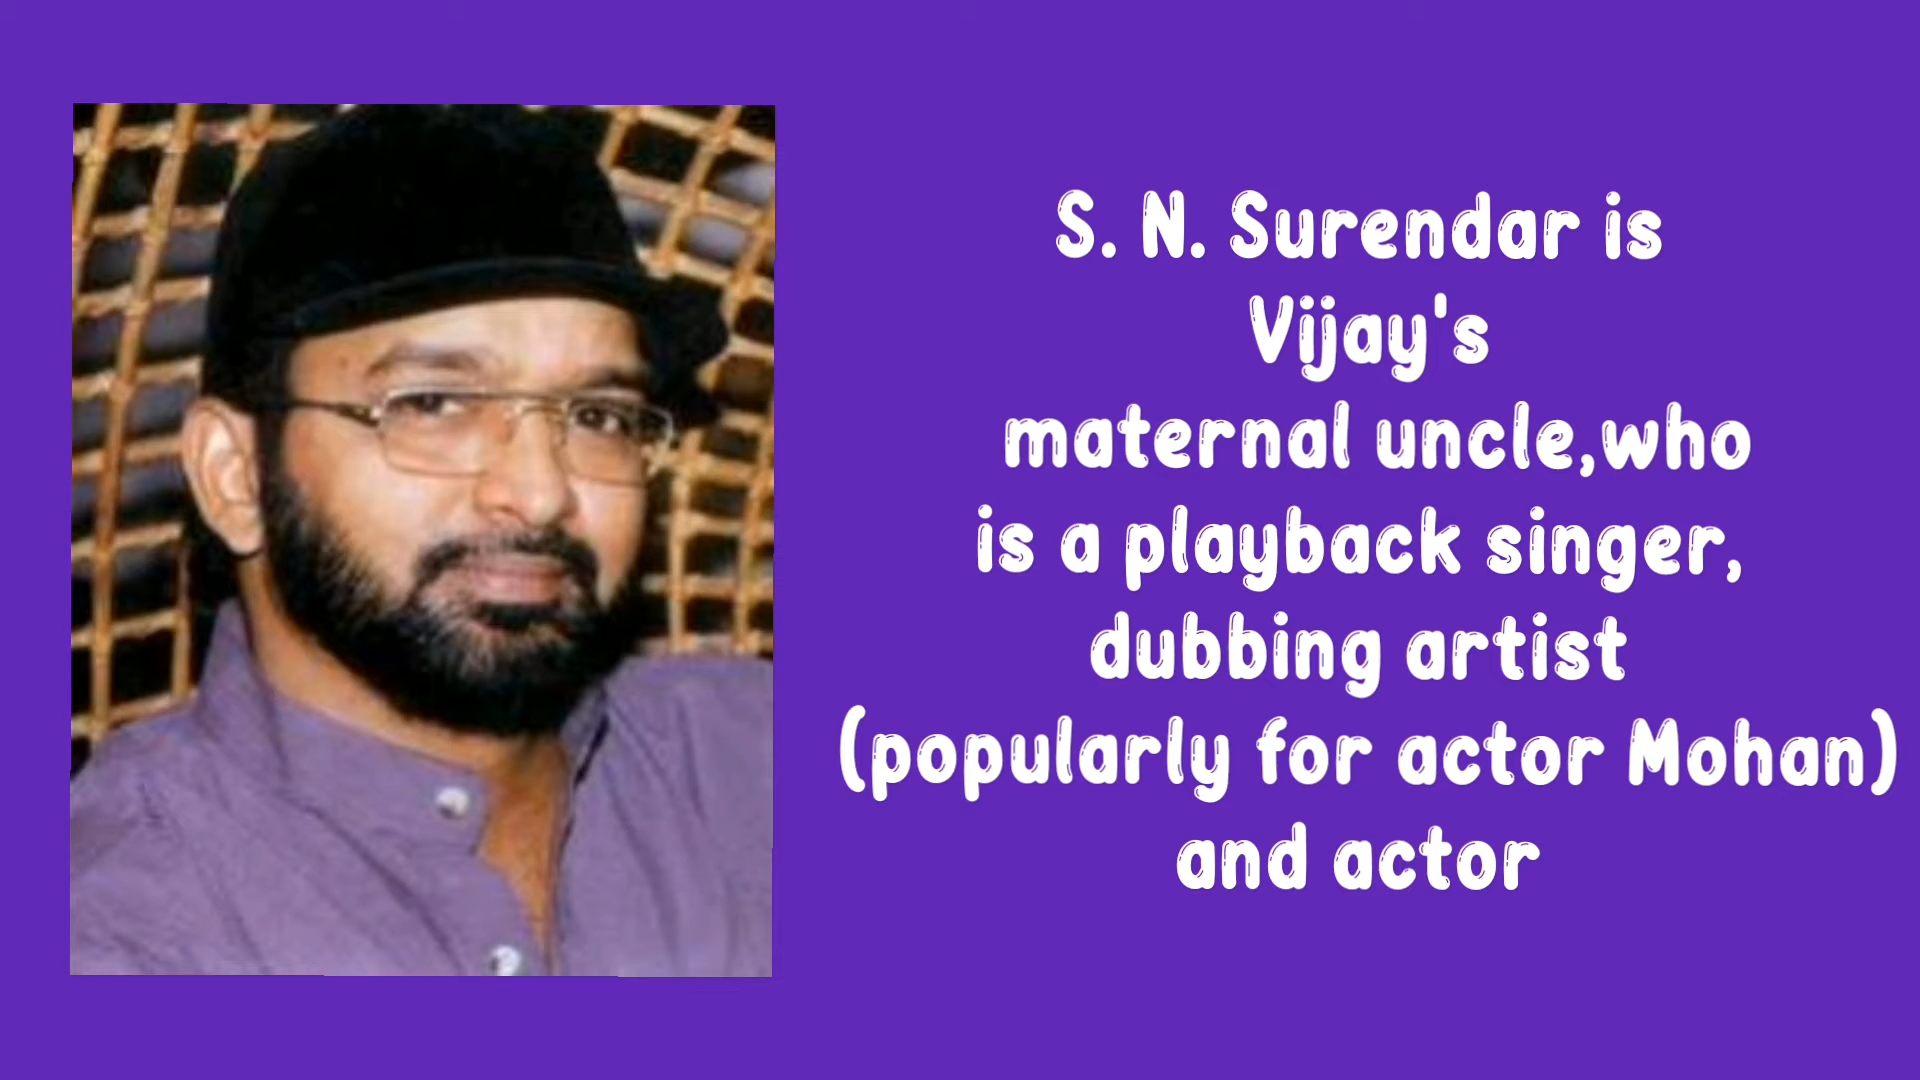 S. N. Surendar is
Vijay's
maternal uncle,who
is a playback singer,
dubbing artist
(popularly for actor Mohan)
and actor